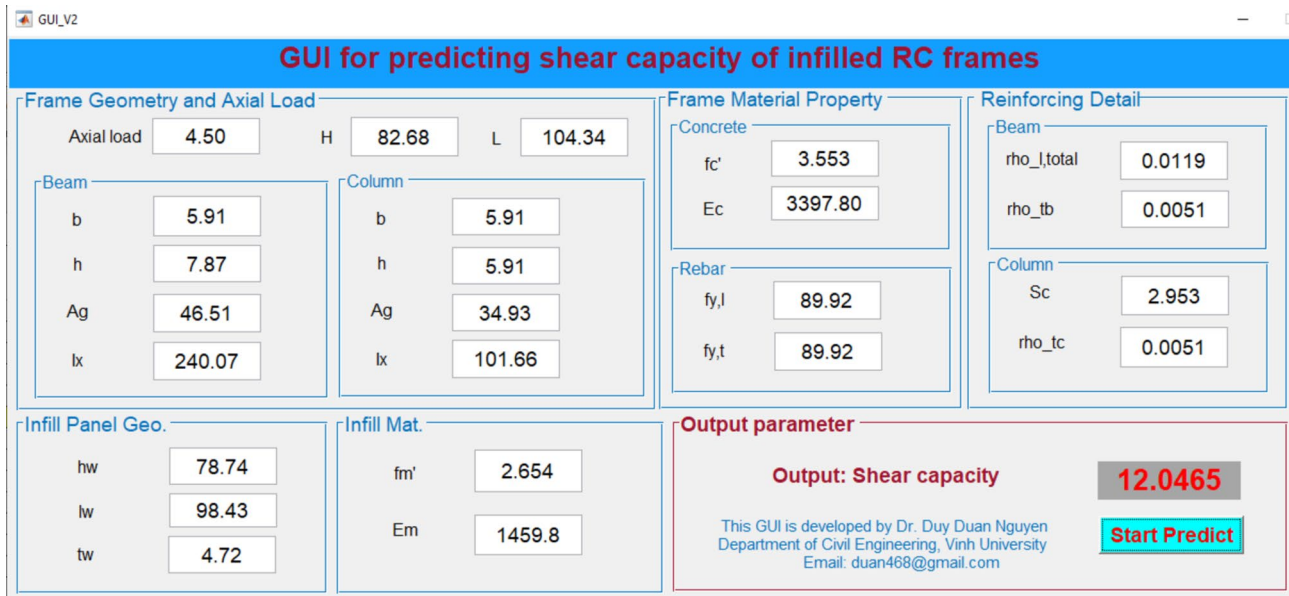 GUI_V2
GUI for predicting shear capacity of infilled RC frames
Frame Geometry and Axial Load
Axial load 4.50 H 82.68 L 104.34
Beam
b 5.91
h 7.87
Ag 46.51
Ix 240.07
Column
b 5.91
h 5.91
Ag 34.93
Ix 101.66
Frame Material Property
Concrete
fc' 3.553
Ec 3397.80
Rebar
fy,l 89.92
fy,t 89.92
Reinforcing Detail
Beam
rho_l,total 0.0119
rho_tb 0.0051
Column
Sc 2.953
rho_tc 0.0051
Infill Panel Geo.
hw 78.74
lw 98.43
tw 4.72
Infill Mat.
fm' 2.654
Em 1459.8
Output parameter
Output: Shear capacity 12.0465
This GUI is developed by Dr. Duy Duan Nguyen
Department of Civil Engineering, Vinh University
Email: duan468@gmail.com
Start Predict